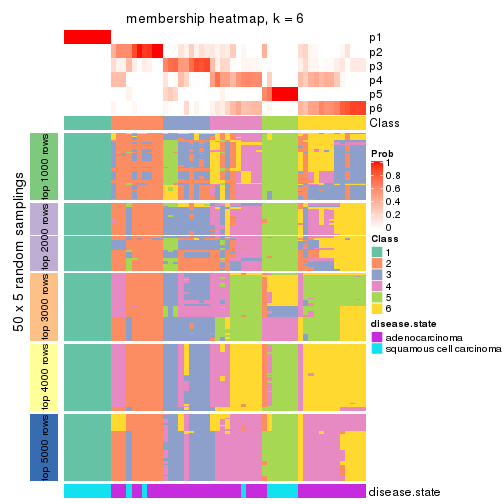 membership heatmap, k = 6
p1
p2
p3
p4
p5
p6
Class
50 x 5 random samplings
top 1000 rows
top 2000 rows
top 3000 rows
top 4000 rows
top 5000 rows
Prob
1
0.8
0.6
0.4
0.2
0
Class
1
2
3
4
5
6
disease.state
adenocarcinoma
squamous cell carcinoma
disease.state